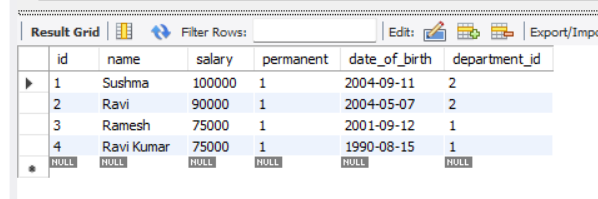 Result Grid Filter Rows: Edit: Export/Impo
id name salary permanent date_of_birth department_id
1 Sushma 100000 1 2004-09-11 2
2 Ravi 90000 1 2004-05-07 2
3 Ramesh 75000 1 2001-09-12 1
4 Ravi Kumar 75000 1 1990-08-15 1
NULL NULL NULL NULL NULL NULL